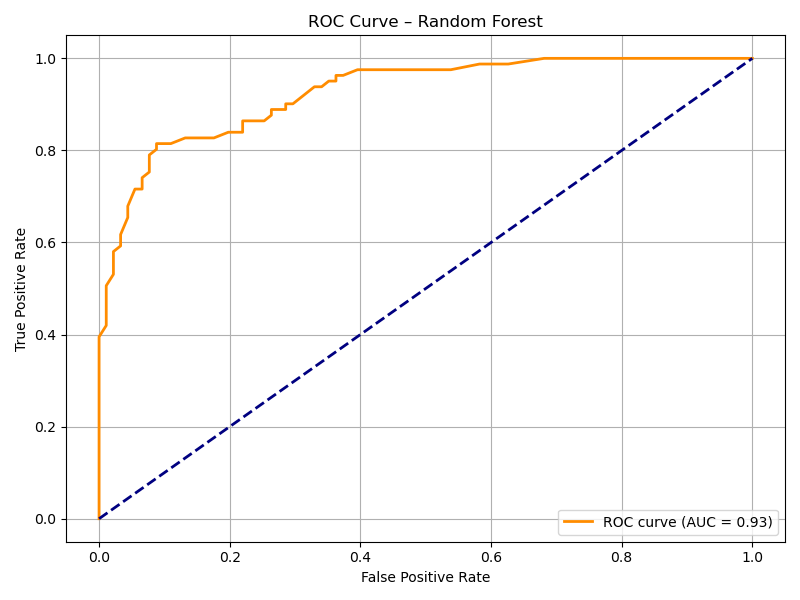 ROC Curve – Random Forest
True Positive Rate
1.0
0.8
0.6
0.4
0.2
0.0
0.0 0.2 0.4 0.6 0.8 1.0
False Positive Rate
ROC curve (AUC = 0.93)